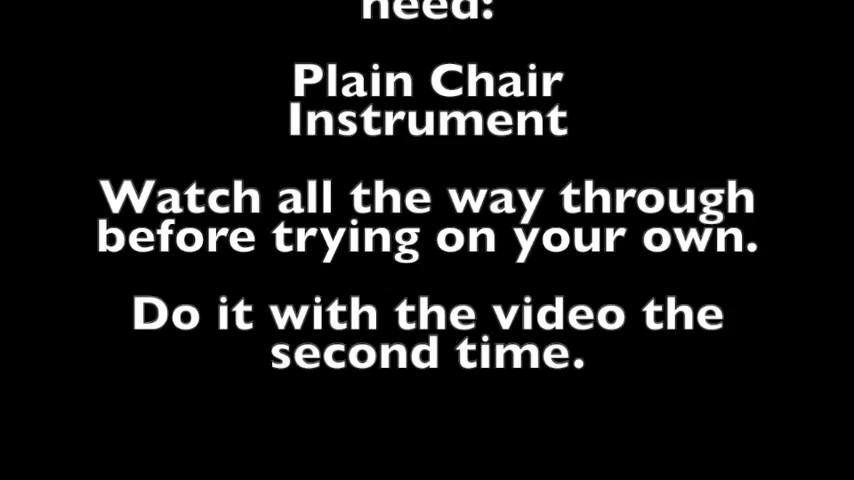 need:
Plain Chair
Instrument
Watch all the way through
before trying on your own.
Do it with the video the
second time.